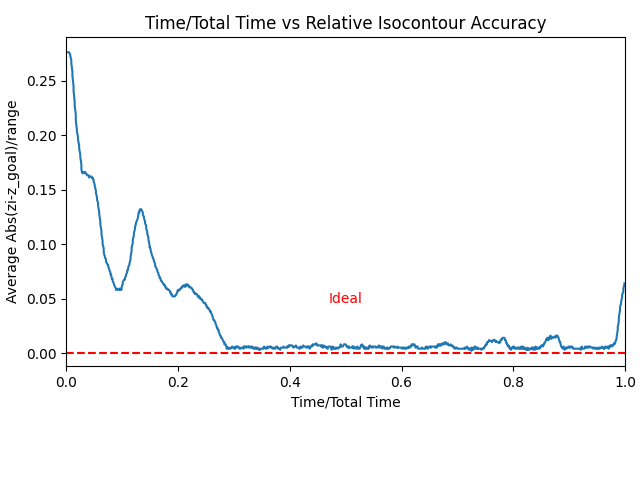 Time/Total Time vs Relative Isocontour Accuracy
Average Abs(zi-z_goal)/range
0.25
0.20
0.15
0.10
0.05
0.00
Ideal
0.0 0.2 0.4 0.6 0.8 1.0
Time/Total Time